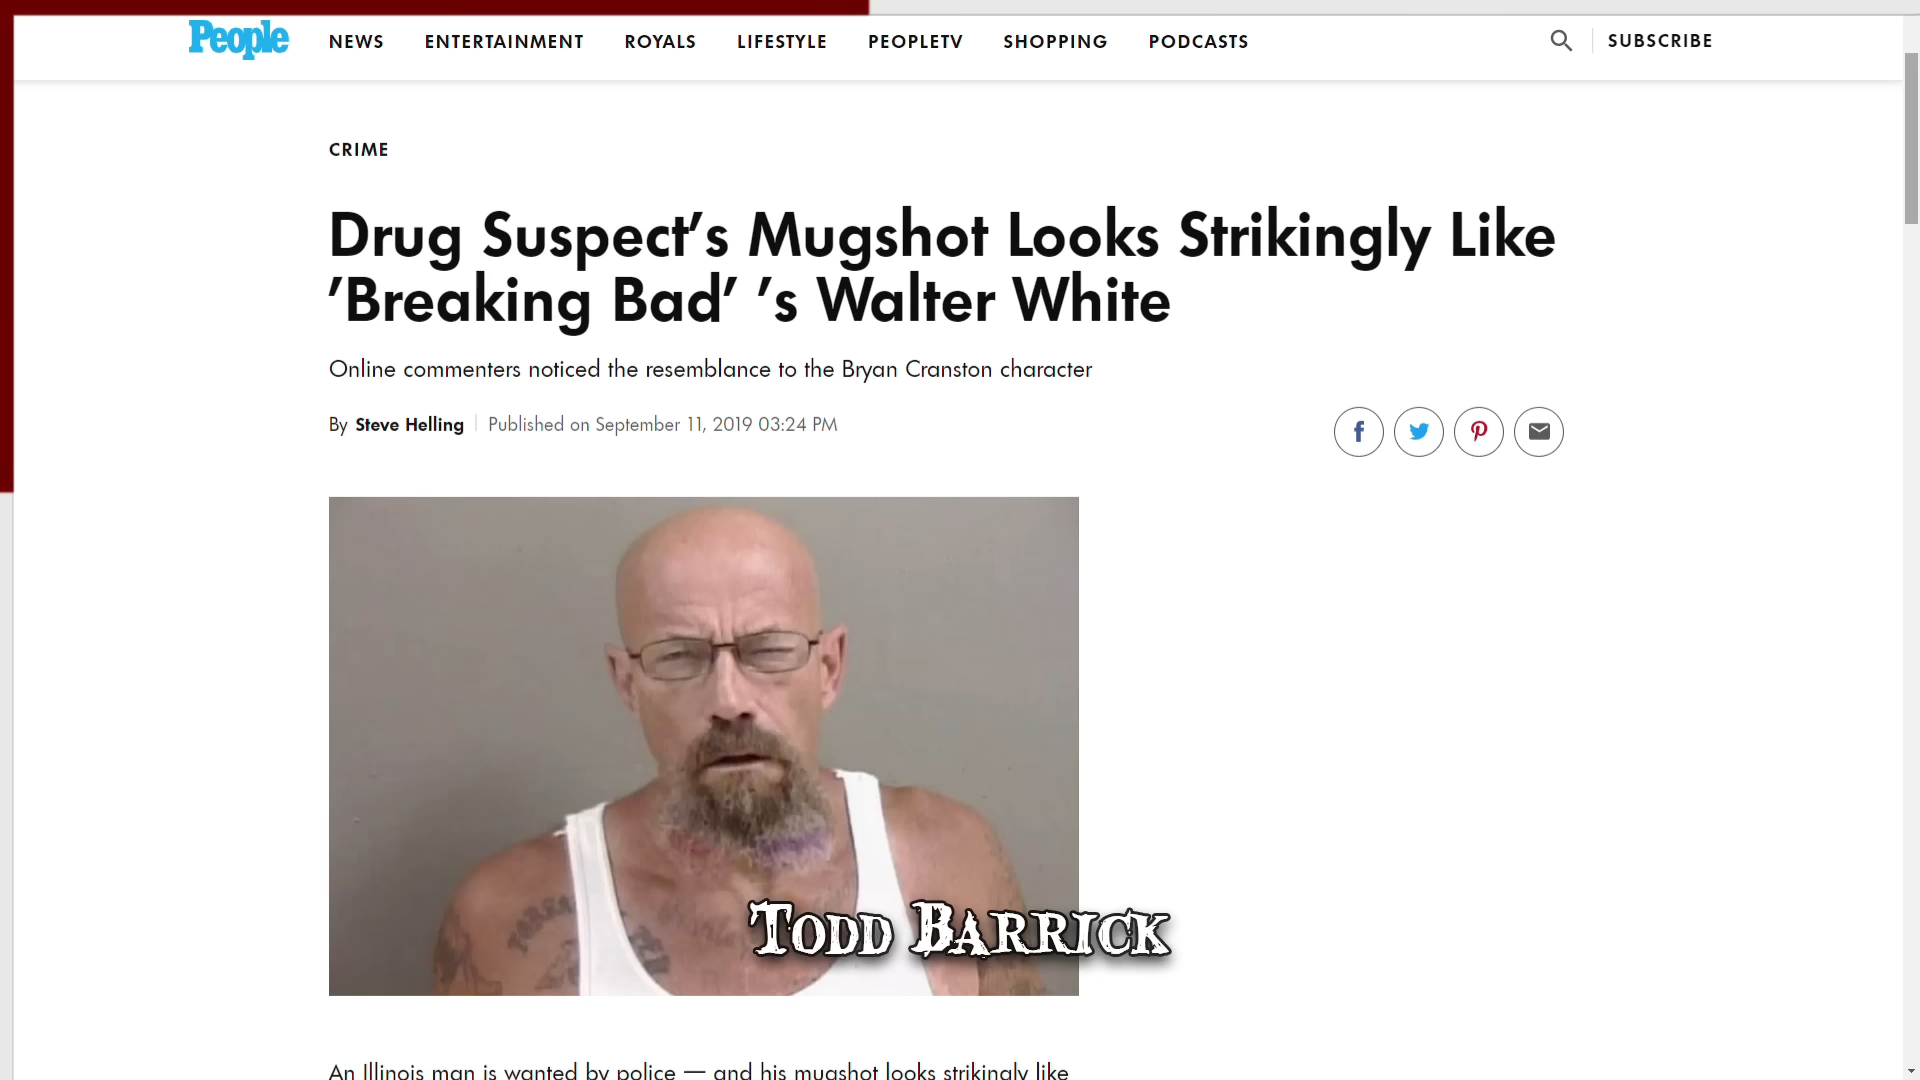 People NEWS ENTERTAINMENT ROYALS LIFESTYLE PEOPLETV SHOPPING PODCASTS SUBSCRIBE
CRIME
Drug Suspect's Mugshot Looks Strikingly Like
'Breaking Bad' 's Walter White
Online commenters noticed the resemblance to the Bryan Cranston character
By Steve Helling Published on September 11, 2019 03:24 PM
TODD BARRICK
An Illinois man is wanted by police — and his mugshot looks strikingly like